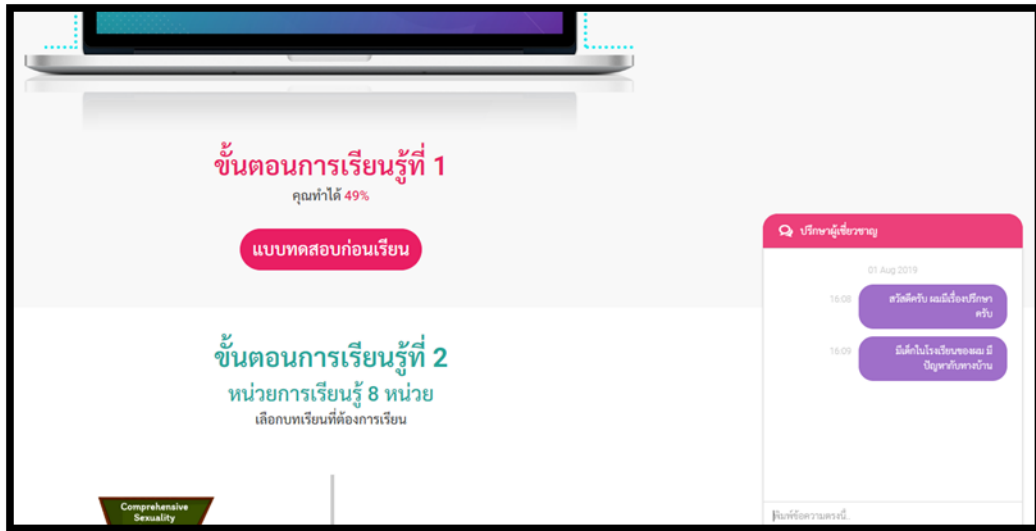 ขั้นตอนการเรียนรู้ที่ 1
คุณทำได้ 49%
แบบทดสอบก่อนเรียน
ขั้นตอนการเรียนรู้ที่ 2
หน่วยการเรียนรู้ 8 หน่วย
เลือกบทเรียนที่ต้องการเรียน
Comprehensive
Sexuality
ปรึกษาผู้เชี่ยวชาญ
01 Aug 2019
16:08 สวัสดีครับ ผมมีเรื่องปรึกษา
ครับ
16:09 มีเด็กในโรงเรียนของผม มี
ปัญหากับทางบ้าน
พิมพ์ข้อความตรงนี้..